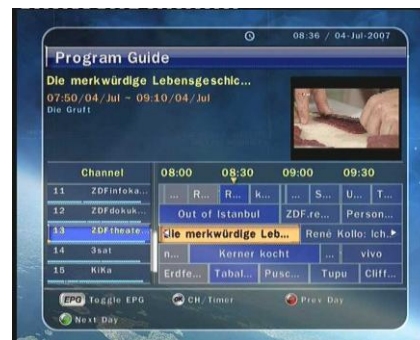 08:36 / 04-Jul-2007
Program Guide
Die merkwürdige Lebensgeschic...
07:50/04/Jul ~ 09:10/04/Jul
Die Gruft
Channel 08:00 08:30 09:00 09:30
11 ZDFinfoka... ... R... R... k... ... S... U... T...
12 ZDFdokuk... Out of Istanbul ZDF.re... Person...
13 ZDFtheate... Die merkwürdige Leb... René Kollo: Ich..
14 3sat n... Kerner kocht ... vivo
15 KiKa Erdfe... Tabal... Pusc... Tupu Cliff...
EPG Toggle EPG CH/Timer Prev Day
Next Day